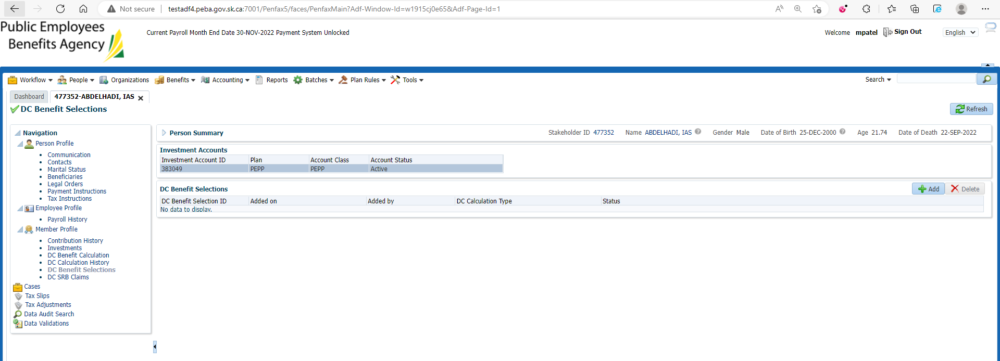 Not secure | testadf4.peba.gov.sk.ca:7001/Penfax5/faces/PenfaxMain?Adf-Window-Id=w1915cj0e65&Adf-Page-Id=1
Public Employees
Benefits Agency
Current Payroll Month End Date 30-NOV-2022 Payment System Unlocked
Welcome mpatel Sign Out English
Workflow People Organizations Benefits Accounting Reports Batches Plan Rules Tools Search
Dashboard 477352-ABDELHADI, IAS
DC Benefit Selections
Refresh
Navigation
Person Profile
Communication
Contacts
Marital Status
Beneficiaries
Legal Orders
Payment Instructions
Tax Instructions
Employee Profile
Payroll History
Member Profile
Contribution History
Investments
DC Benefit Calculation
DC Calculation History
DC Benefit Selections
DC SRB Claims
Cases
Tax Slips
Tax Adjustments
Data Audit Search
Data Validations
Person Summary Stakeholder ID 477352 Name ABDELHADI, IAS Gender Male Date of Birth 25-DEC-2000 Age 21.74 Date of Death 22-SEP-2022
Investment Accounts
Investment Account ID Plan Account Class Account Status
383049 PEPP PEPP Active
DC Benefit Selections Add Delete
DC Benefit Selection ID Added on Added by DC Calculation Type Status
No data to display.